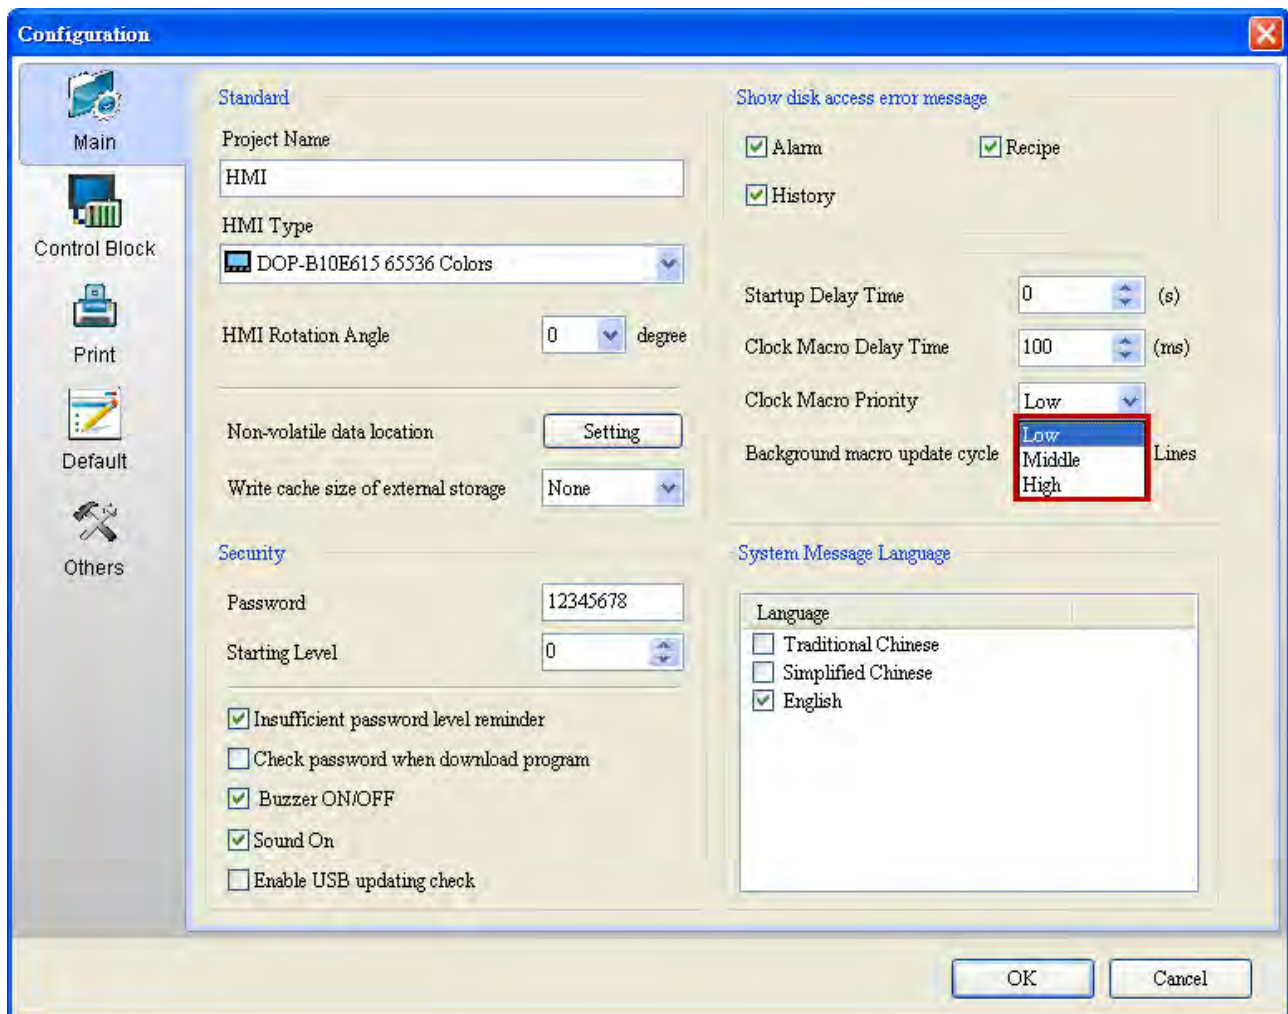 Configuration
Main
Control Block
Print
Default
Others
Standard
Project Name
HMI
HMI Type
DOP-B10E615 65536 Colors
HMI Rotation Angle 0 degree
Non-volatile data location Setting
Write cache size of external storage None
Security
Password 12345678
Starting Level 0
Insufficient password level reminder
Check password when download program
Buzzer ON/OFF
Sound On
Enable USB updating check
Show disk access error message
Alarm Recipe
History
Startup Delay Time 0 (s)
Clock Macro Delay Time 100 (ms)
Clock Macro Priority Low
Low
Background macro update cycle Middle Lines
High
System Message Language
Language
Traditional Chinese
Simplified Chinese
English
OK Cancel